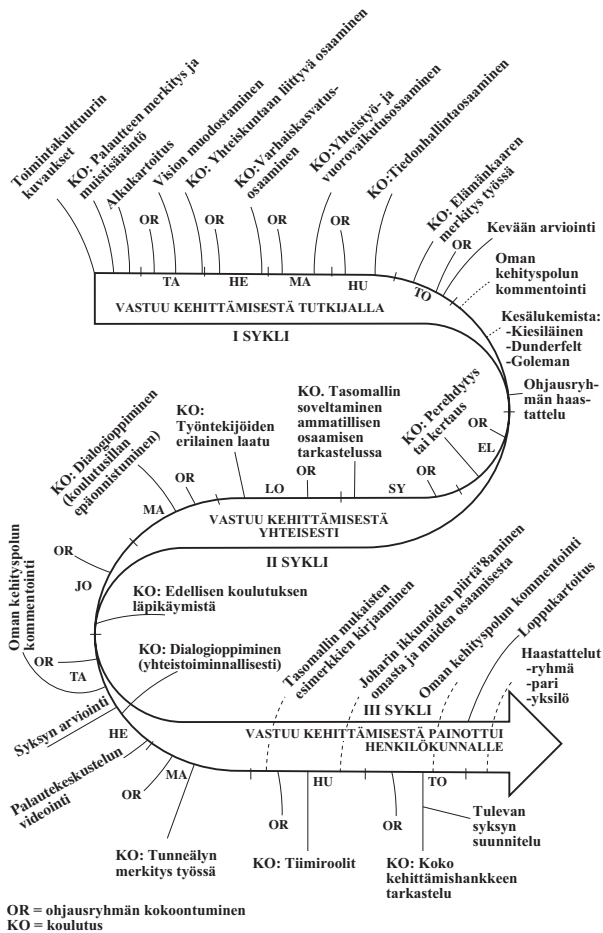 Toimintakulttuurin
kuvaukset
KO: Palautteen merkitys ja
muistisääntö
Alkukartoitus
Vision muodostaminen
KO: Yhteiskuntaan liittyvä osaaminen
KO:Varhaiskasvatus-
osaaminen
KO:Yhteistyö- ja
vuorovaikutusosaaminen
KO:Tiedonhallintaosaaminen
KO: Elämänkaaren
merkitys työssä
OR
Kevään arviointi
Oman
kehityspolun
kommentointi
Kesälukemista:
-Kiesiläinen
-Dunderfelt
-Goleman
Ohjausryh-
män haas-
tattelu
OR
OR
OR
OR
TA
HE
MA
HU
TO
VASTUU KEHITTÄMISESTÄ TUTKIJALLA
I SYKLI
OR
EL
KO: Perehdytys
tai kertaus
OR
KO. Tasomallin
soveltaminen
ammatillisen
osaamisen
tarkastelussa
OR
KO:
Työntekijöiden
erilainen laatu
LO
SY
OR
KO: Dialogioppiminen
(koulutusillan
epäonnistuminen)
MA
VASTUU KEHITTÄMISESTÄ
YHTEISESTI
II SYKLI
OR
JO
Oman kehityspolun
kommentointi
KO: Edellisen koulutuksen
läpikäymistä
KO: Dialogioppiminen
(yhteistoiminnallisesti)
OR
TA
Syksyn arviointi
HE
Palautekeskustelun
videointi
OR
MA
KO: Tunneälyn
merkitys työssä
Tasomallin mukaisten
esimerkkien kirjaaminen
Joharin ikkunoiden piirtä'8aminen
omasta ja muiden osaamisesta
Oman kehityspolun kommentointi
Loppukartoitus
Haastattelut
-ryhmä
-pari
-yksilö
III SYKLI
VASTUU KEHITTÄMISESTÄ PAINOTTUI
HENKILÖKUNNALLE
HU
TO
OR
OR
KO: Tiimiroolit
Tulevan
syksyn
suunnitelu
KO: Koko
kehittämishankkeen
tarkastelu
OR = ohjausryhmän kokoontuminen
KO = koulutus